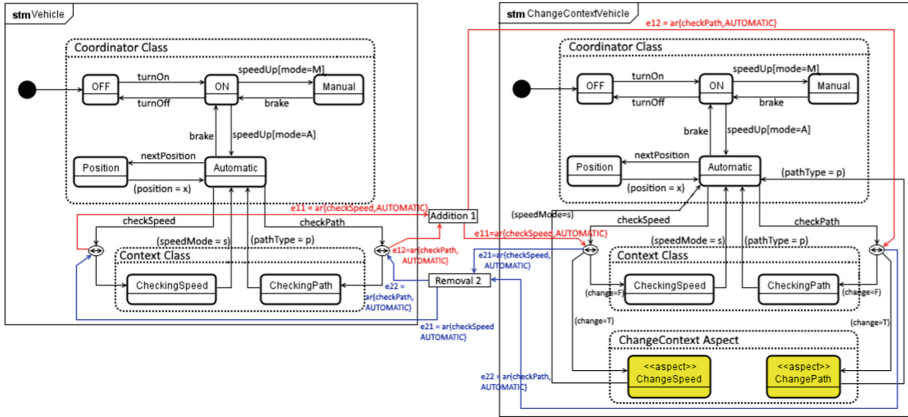 stm Vehicle
Coordinator Class
OFF
turnOn
turnOff
ON
speedUp[mode=M]
brake
Manual
brake
speedUp[mode=A]
Position
nextPosition
(position = x)
Automatic
e11 = ar{checkSpeed,AUTOMATIC}
checkSpeed
checkPath
(speedMode = s)
(pathType = p)
e12=ar{checkPath,
AUTOMATIC}
Context Class
CheckingSpeed
CheckingPath
e22 =
ar{checkPath,
AUTOMATIC}
e21 = ar{checkSpeed
AUTOMATIC}
Addition 1
Removal 2
e11=ar{checkSpeed,AUTOMATIC}
e21=ar{checkSpeed,
AUTOMATIC}
e22 = ar{checkPath,
AUTOMATIC}
stm ChangeContextVehicle
e12 = ar{checkPath,AUTOMATIC}
Coordinator Class
OFF
turnOn
turnOff
ON
speedUp[mode=M]
brake
Manual
brake
speedUp[mode=A]
Position
nextPosition
(position = x)
Automatic
(pathType = p)
(speedMode=s)
checkSpeed
checkPath
(speedMode = s)
(pathType = p)
Context Class
CheckingSpeed
CheckingPath
(change=F)
(change=F)
(change=T)
(change=T)
ChangeContext Aspect
<<aspect>>
ChangeSpeed
<<aspect>>
ChangePath